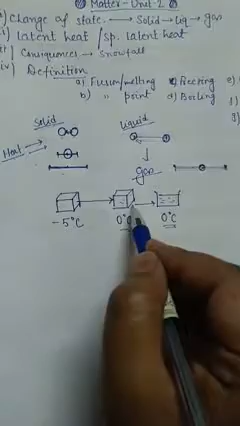 Matter - Unit - 2
Change of state. → Solid → Liq → gas
Latent heat / Sp. latent heat
Consequences → Snowfall
iv) Definition
a) Fusion/melting
b) " point d) Boiling
Solid Liquid
Heat
Gas
-5°C 0°C 0°C